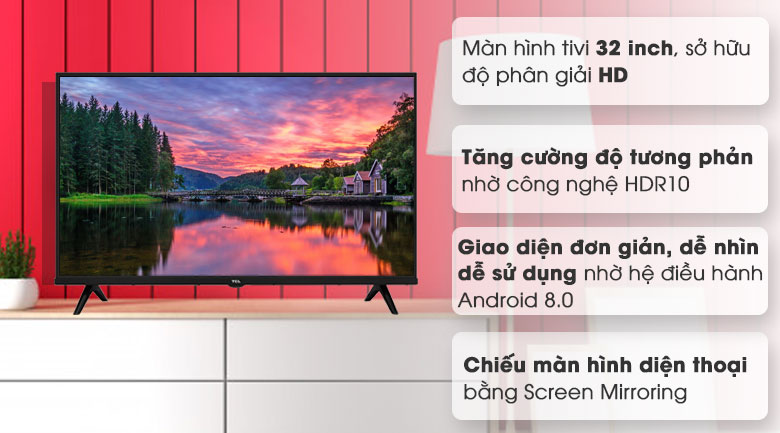 Màn hình tivi 32 inch, sở hữu
độ phân giải HD
Tăng cường độ tương phản
nhờ công nghệ HDR10
Giao diện đơn giản, dễ nhìn
dễ sử dụng nhờ hệ điều hành
Android 8.0
Chiếu màn hình điện thoại
bằng Screen Mirroring
TCL